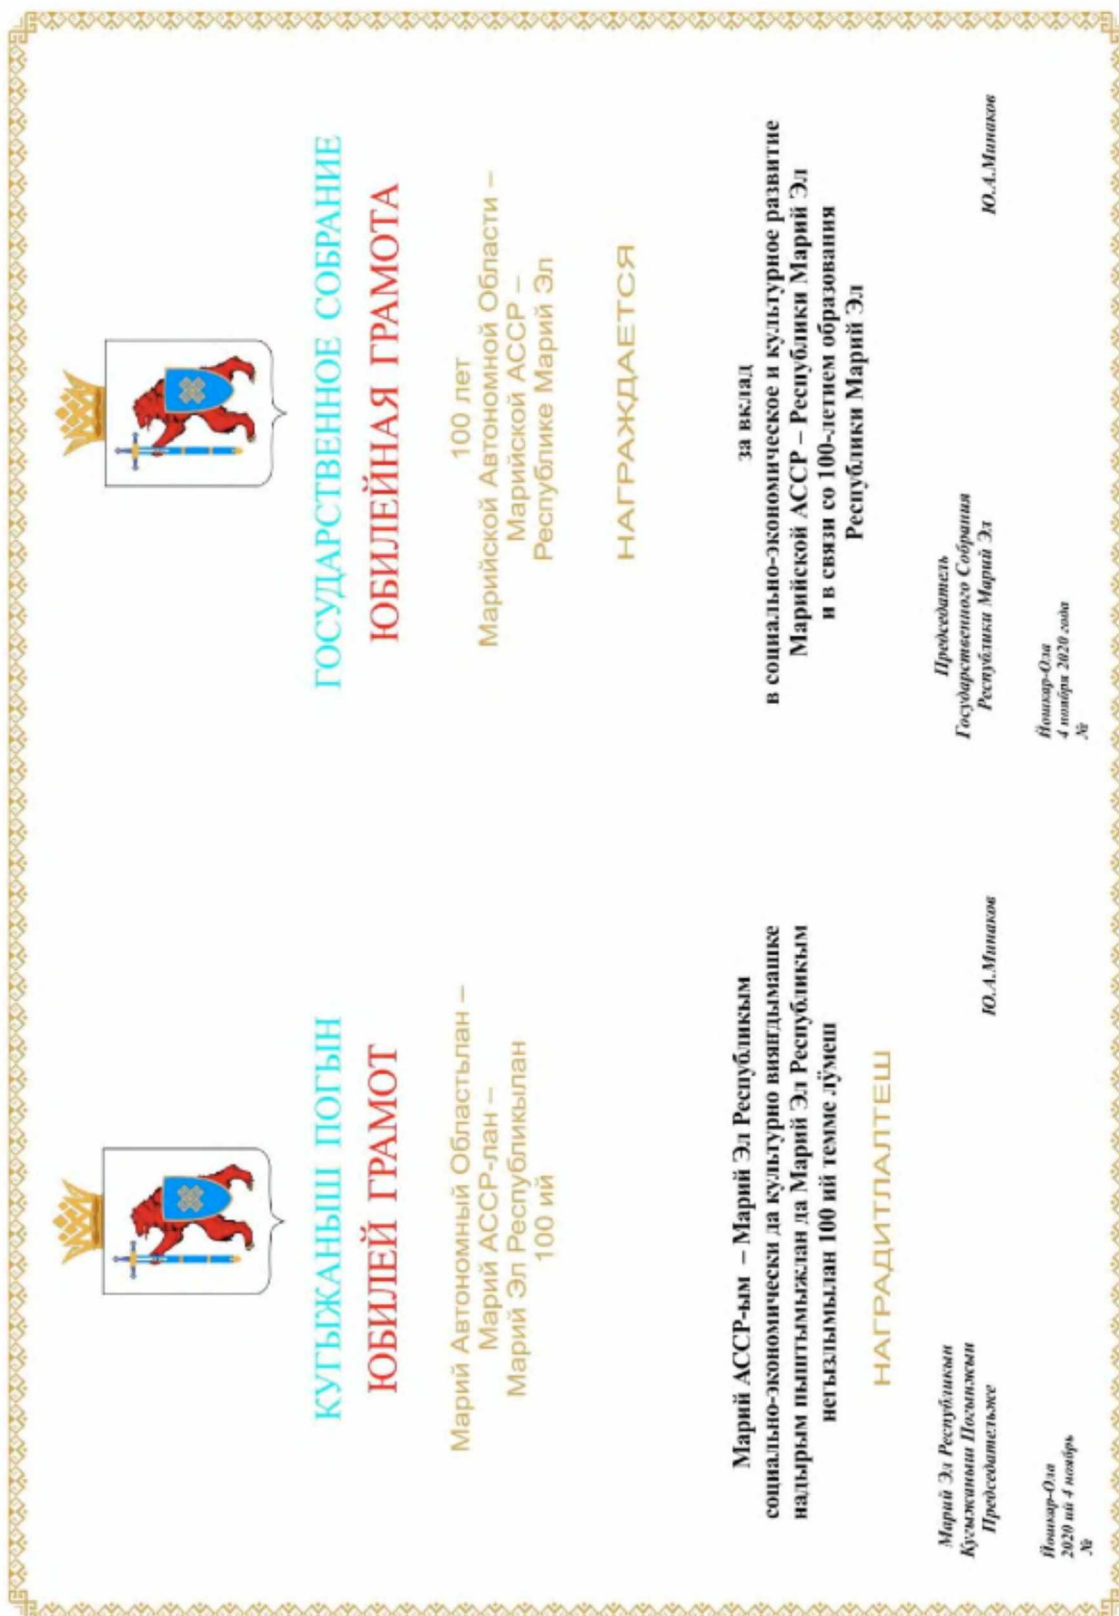 КУГЫЖАНЫШ ПОГЫН
ЮБИЛЕЙ ГРАМОТ
Марий Автономный Областьлан –
Марий АССР-лан –
Марий Эл Республикылан
100 ий
Марий АССР-ым – Марий Эл Республикым
социально-экономически да культурно вияҥдымашке
надырым пыштымыжлан да Марий Эл Республикым
негызлымылан 100 ий темме лӱмеш
НАГРАДИТЛАЛТЕШ
Марий Эл Республикын
Кугыжаныш Погынжын
Председательже
Ю.А.Минаков
Йошкар-Ола
2020 ий 4 ноябрь
№
ГОСУДАРСТВЕННОЕ СОБРАНИЕ
ЮБИЛЕЙНАЯ ГРАМОТА
100 лет
Марийской Автономной Области –
Марийской АССР –
Республике Марий Эл
НАГРАЖДАЕТСЯ
за вклад
в социально-экономическое и культурное развитие
Марийской АССР – Республики Марий Эл
и в связи со 100-летием образования
Республики Марий Эл
Председатель
Государственного Собрания
Республики Марий Эл
Ю.А.Минаков
Йошкар-Ола
4 ноября 2020 года
№